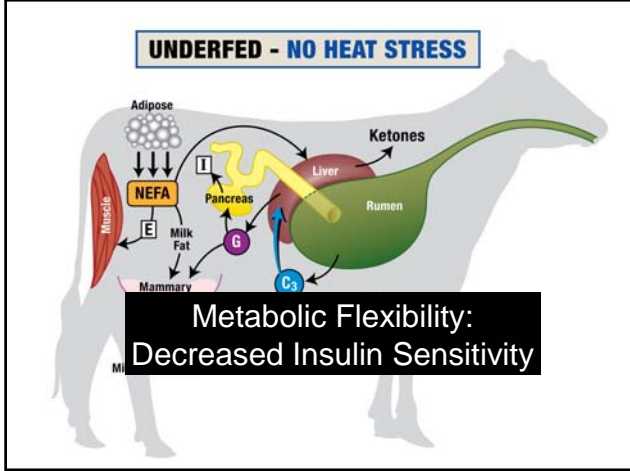 UNDERFED - NO HEAT STRESS
Adipose
Ketones
I
Liver
NEFA
Pancreas
Rumen
Muscle
E
Milk
Fat
G
C3
Mammary
Metabolic Flexibility:
Decreased Insulin Sensitivity